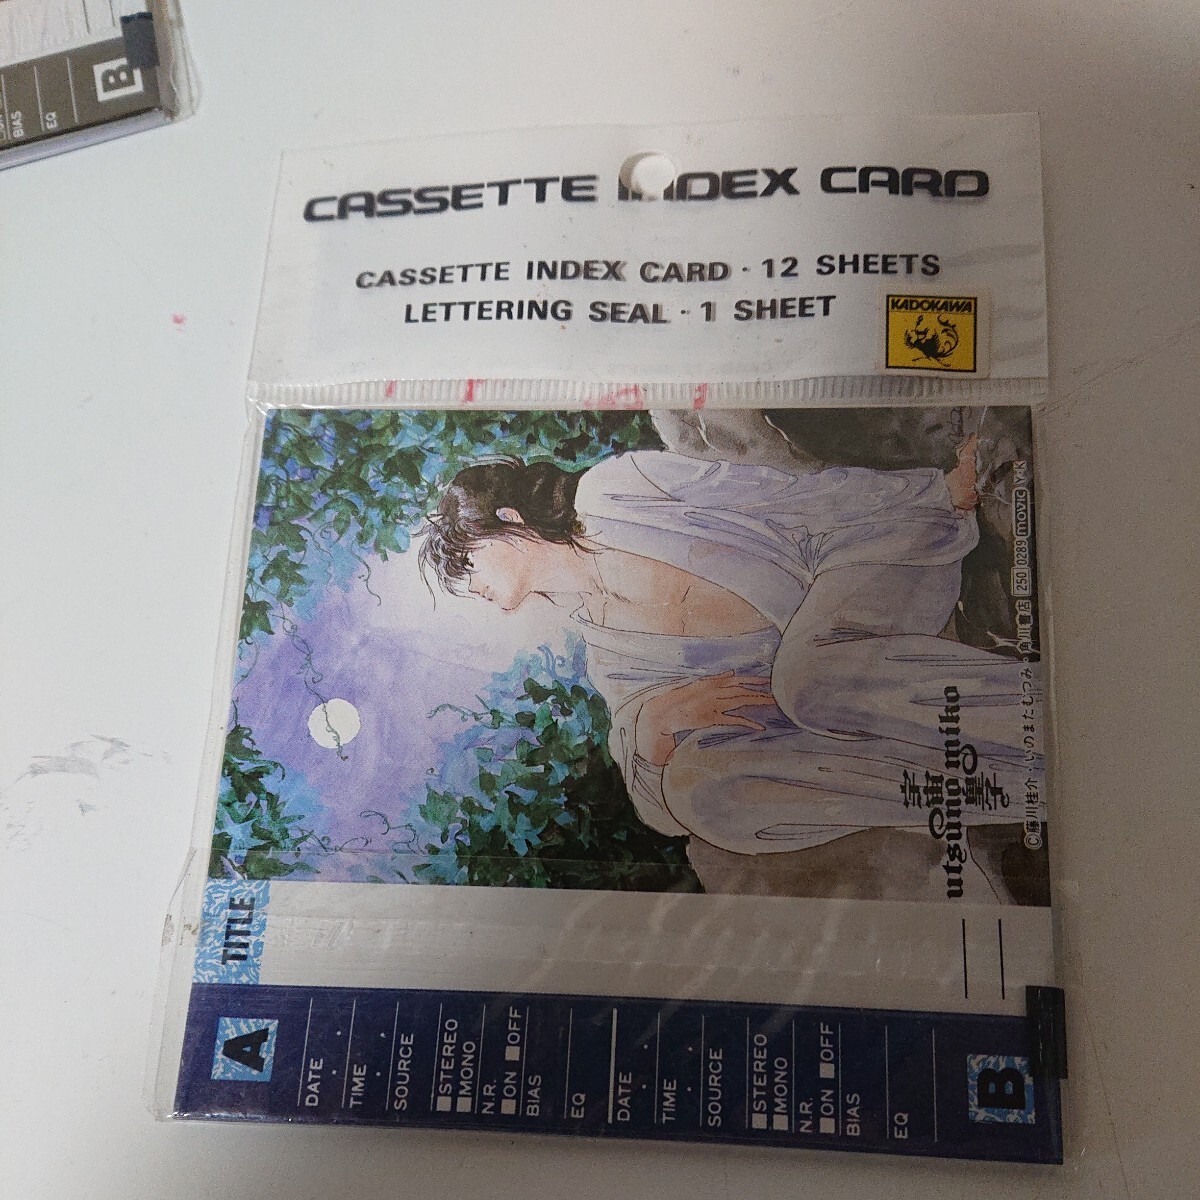 CASSETTE INDEX CARD
CASSETTE INDEX CARD · 12 SHEETS
LETTERING SEAL · 1 SHEET
KADOKAWA
宇宙
皇子
utsuno miko
©藤川桂介・いのまたむつみ・角川書店 250 0289 movic Y-K
TITLE
A
DATE
TIME
SOURCE
■STEREO
■MONO
N.R.
■ON ■OFF
BIAS
EQ
DATE
TIME
SOURCE
■STEREO
■MONO
N.R.
■ON ■OFF
BIAS
EQ
B
BIAS
EQ
B